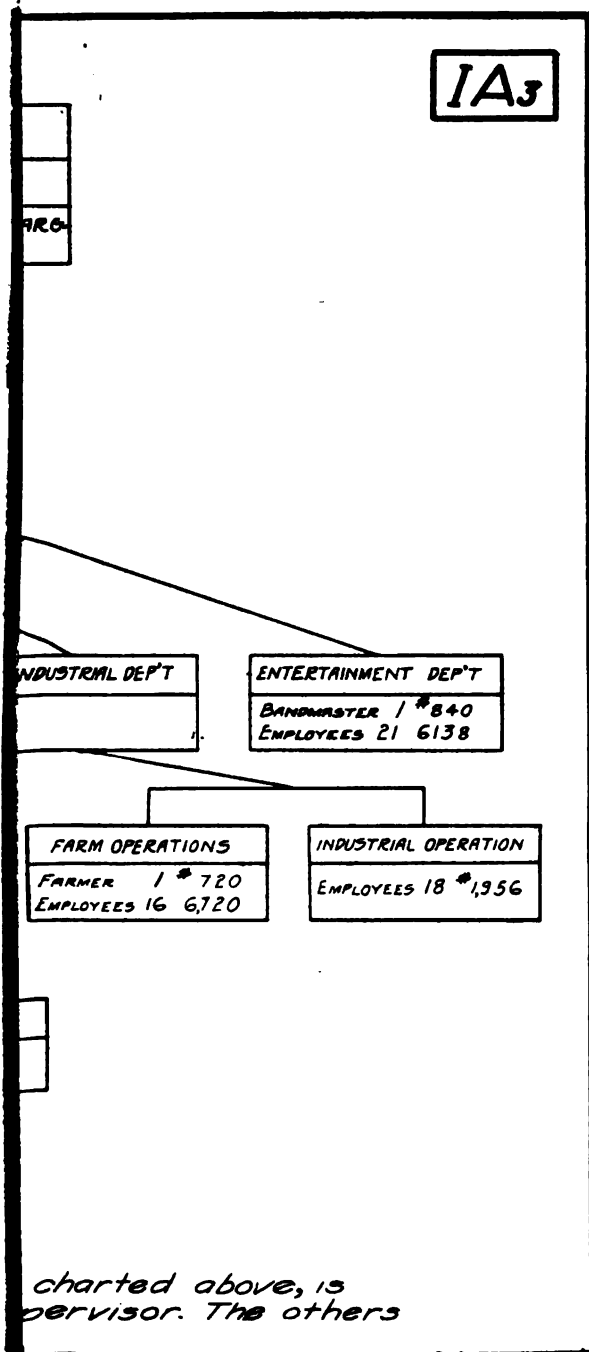 IA3
ARG-
NDUSTRIAL DEP'T
ENTERTAINMENT DEP'T
BANDMASTER 1 $840
EMPLOYEES 21 6138
FARM OPERATIONS
FARMER 1 $720
EMPLOYEES 16 6,720
INDUSTRIAL OPERATION
EMPLOYEES 18 $1,956
charted above, is
pervisor. The others